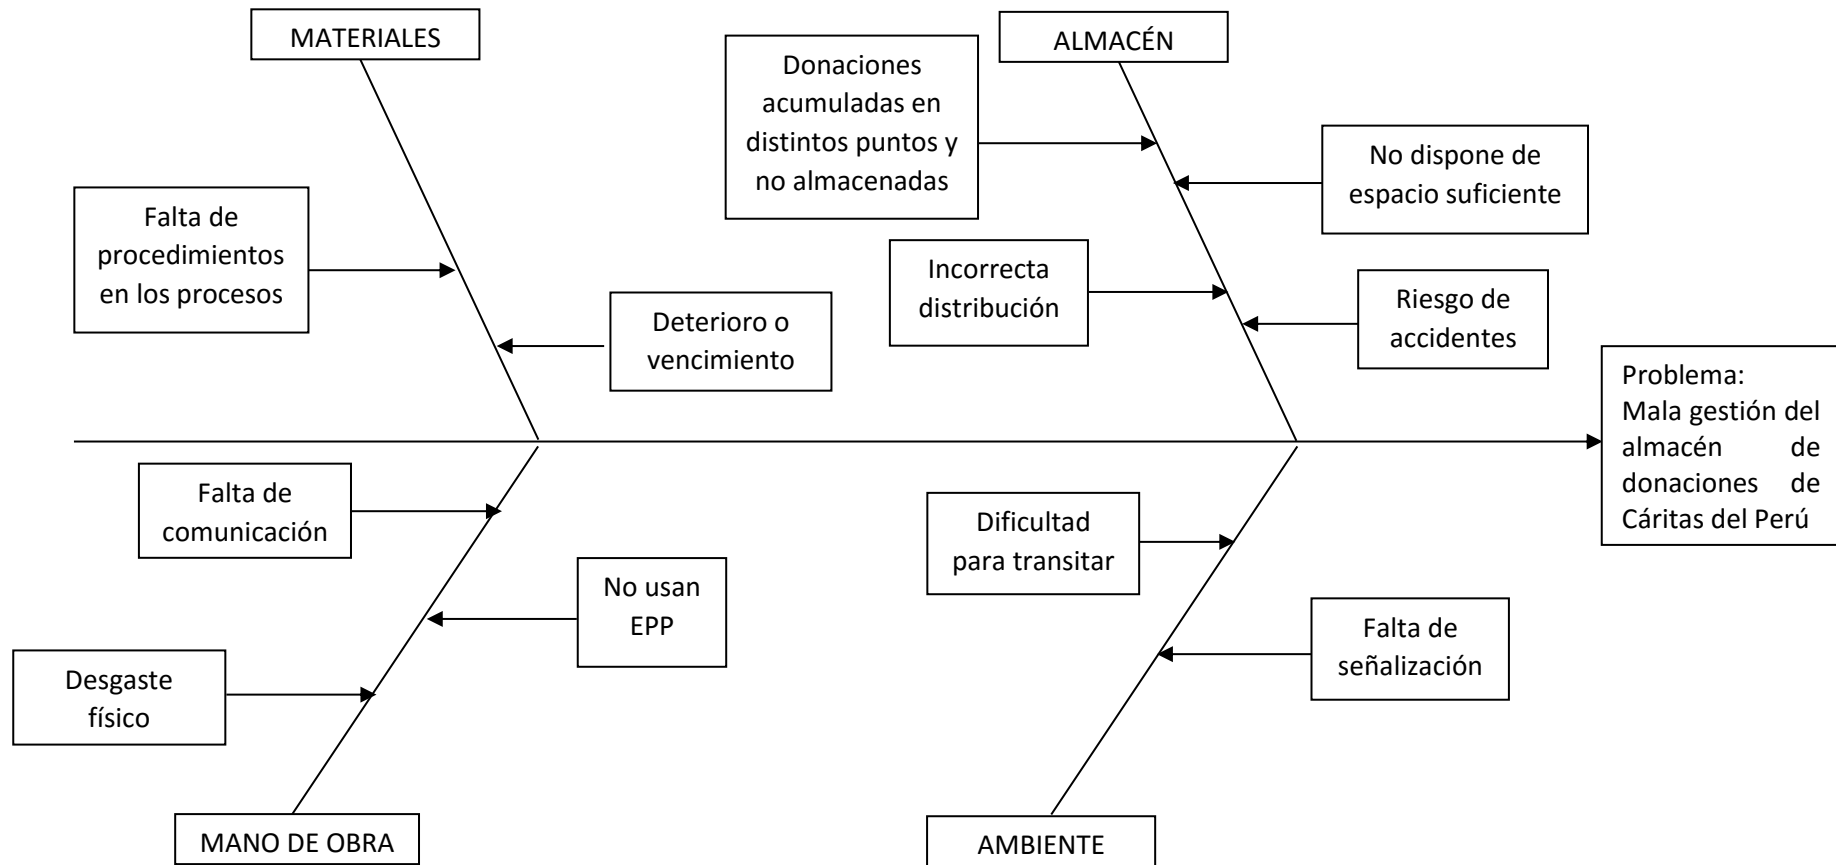 MATERIALES
ALMACÉN
Donaciones
acumuladas en
distintos puntos y
no almacenadas
No dispone de
espacio suficiente
Falta de
procedimientos
en los procesos
Incorrecta
distribución
Riesgo de
accidentes
Deterioro o
vencimiento
Problema:
Mala gestión del
almacén de
donaciones de
Cáritas del Perú
Falta de
comunicación
Dificultad
para transitar
No usan
EPP
Falta de
señalización
Desgaste
físico
MANO DE OBRA
AMBIENTE